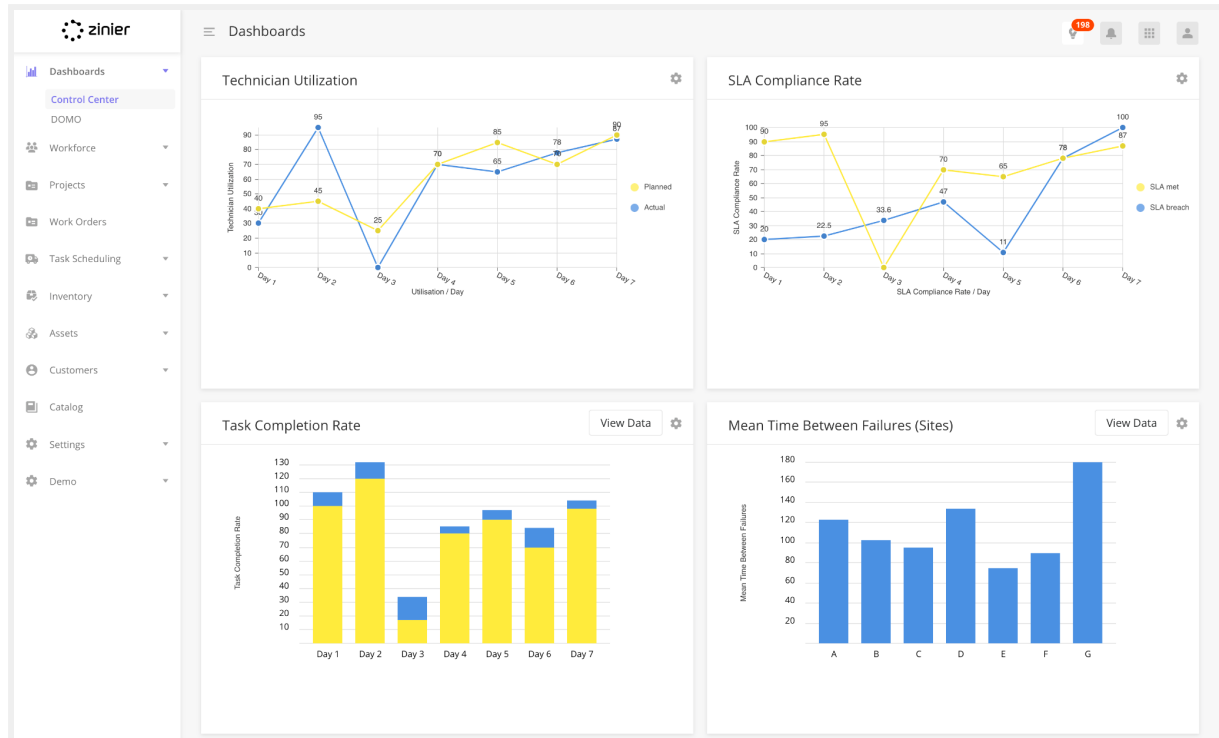 zinier
Dashboards
198
Dashboards
Control Center
DOMO
Workforce
Projects
Work Orders
Task Scheduling
Inventory
Assets
Customers
Catalog
Settings
Demo
Technician Utilization
Technician Utilization
90
80
70
60
50
40
30
20
10
0
40
95
45
25
70
85
65
78
70
90
87
Day 1
Day 2
Day 3
Day 4
Day 5
Day 6
Day 7
Utilisation / Day
Planned
Actual
SLA Compliance Rate
SLA Compliance Rate
100
90
80
70
60
50
40
30
20
10
0
90
95
20
22.5
33.6
70
47
65
11
78
100
87
Day 1
Day 2
Day 3
Day 4
Day 5
Day 6
Day 7
SLA Compliance Rate / Day
SLA met
SLA breach
Task Completion Rate
View Data
Task Completion Rate
130
120
110
100
90
80
70
60
50
40
30
20
10
Day 1 Day 2 Day 3 Day 4 Day 5 Day 6 Day 7
Mean Time Between Failures (Sites)
View Data
Mean Time Between Failures
180
160
140
120
100
80
60
40
20
A B C D E F G